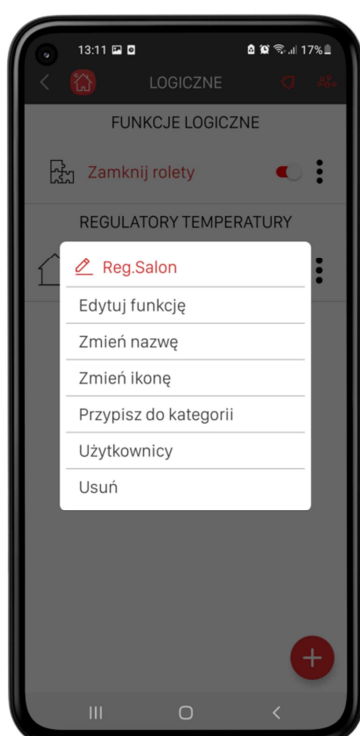 13:11 17%
LOGICZNE
FUNKCJE LOGICZNE
Zamknij rolety
REGULATORY TEMPERATURY
Reg.Salon
Edytuj funkcję
Zmień nazwę
Zmień ikonę
Przypisz do kategorii
Użytkownicy
Usuń